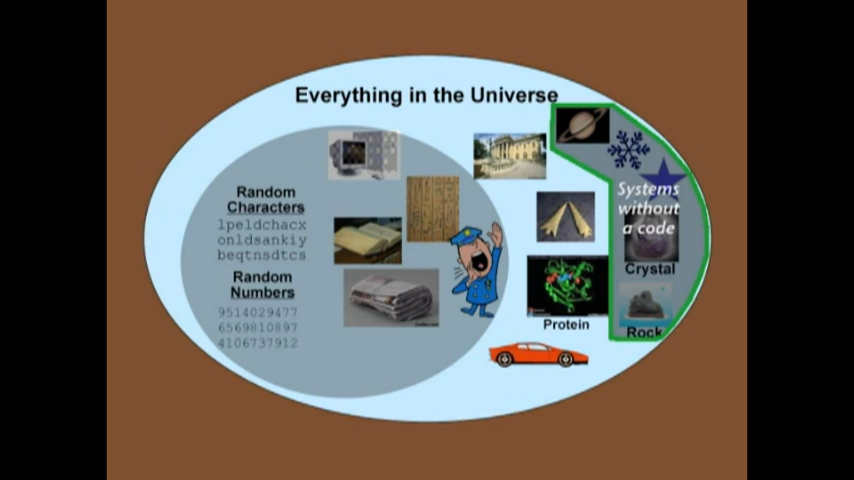 Everything in the Universe
Random
Characters
lpeldchacx
onldsankiy
beqtnsdtcs
Random
Numbers
9514029477
6569810897
4106737912
Protein
Systems
without
a code
Crystal
Rock